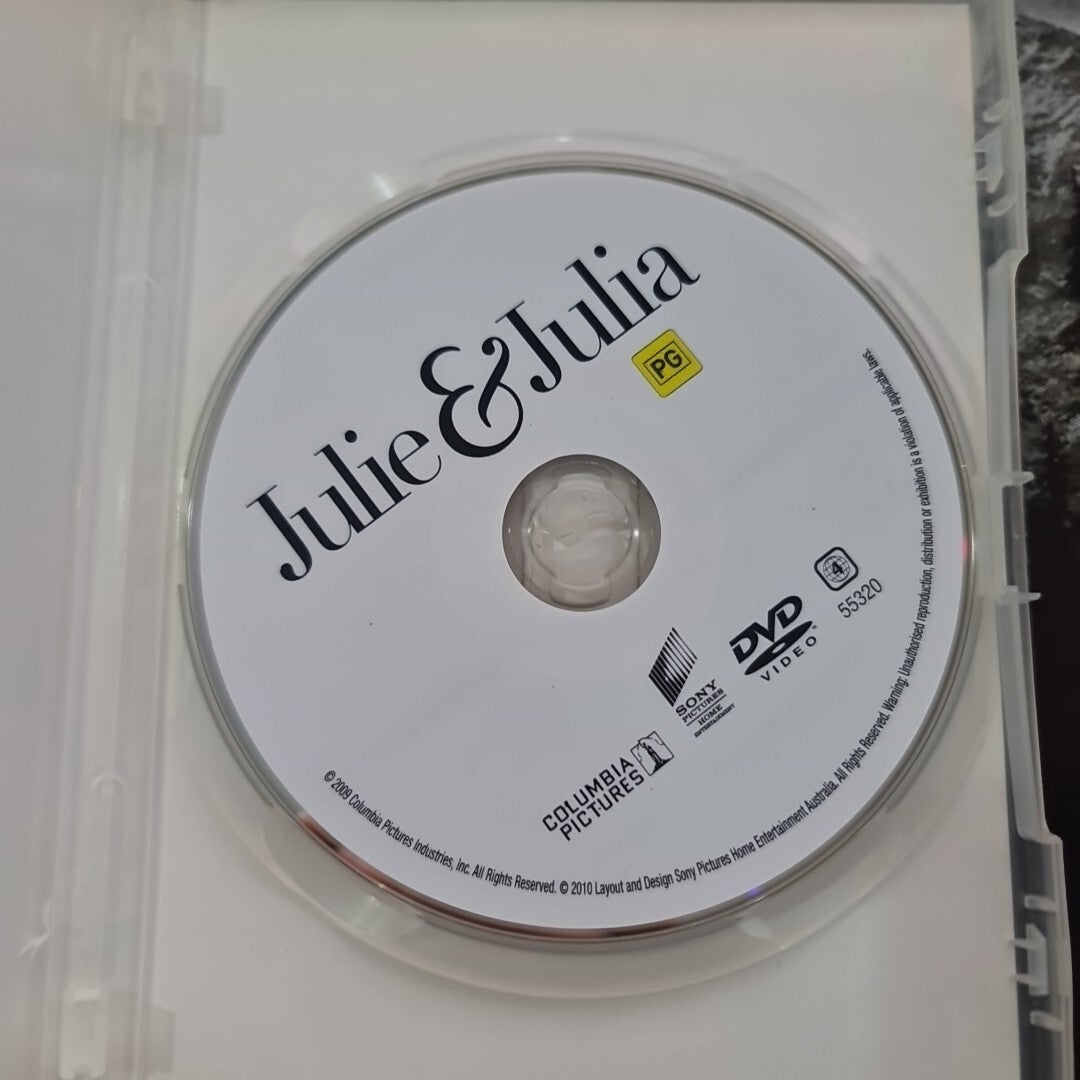 Julie & Julia
PG
4
55320
DVD
VIDEO
SONY
PICTURES
HOME
ENTERTAINMENT
COLUMBIA
PICTURES
© 2009 Columbia Pictures Industries, Inc. All Rights Reserved. © 2010 Layout and Design Sony Pictures Home Entertainment Australia. All Rights Reserved. Warning: Unauthorised reproduction, distribution or exhibition is a violation of applicable laws.